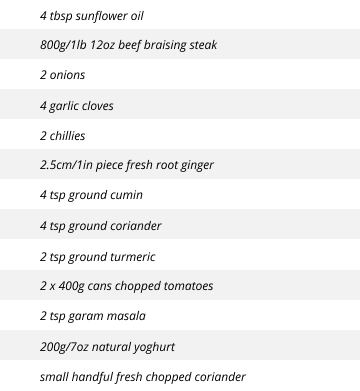 4 tbsp sunflower oil
800g/1lb 12oz beef braising steak
2 onions
4 garlic cloves
2 chillies
2.5cm/1in piece fresh root ginger
4 tsp ground cumin
4 tsp ground coriander
2 tsp ground turmeric
2 x 400g cans chopped tomatoes
2 tsp garam masala
200g/7oz natural yoghurt
small handful fresh chopped coriander